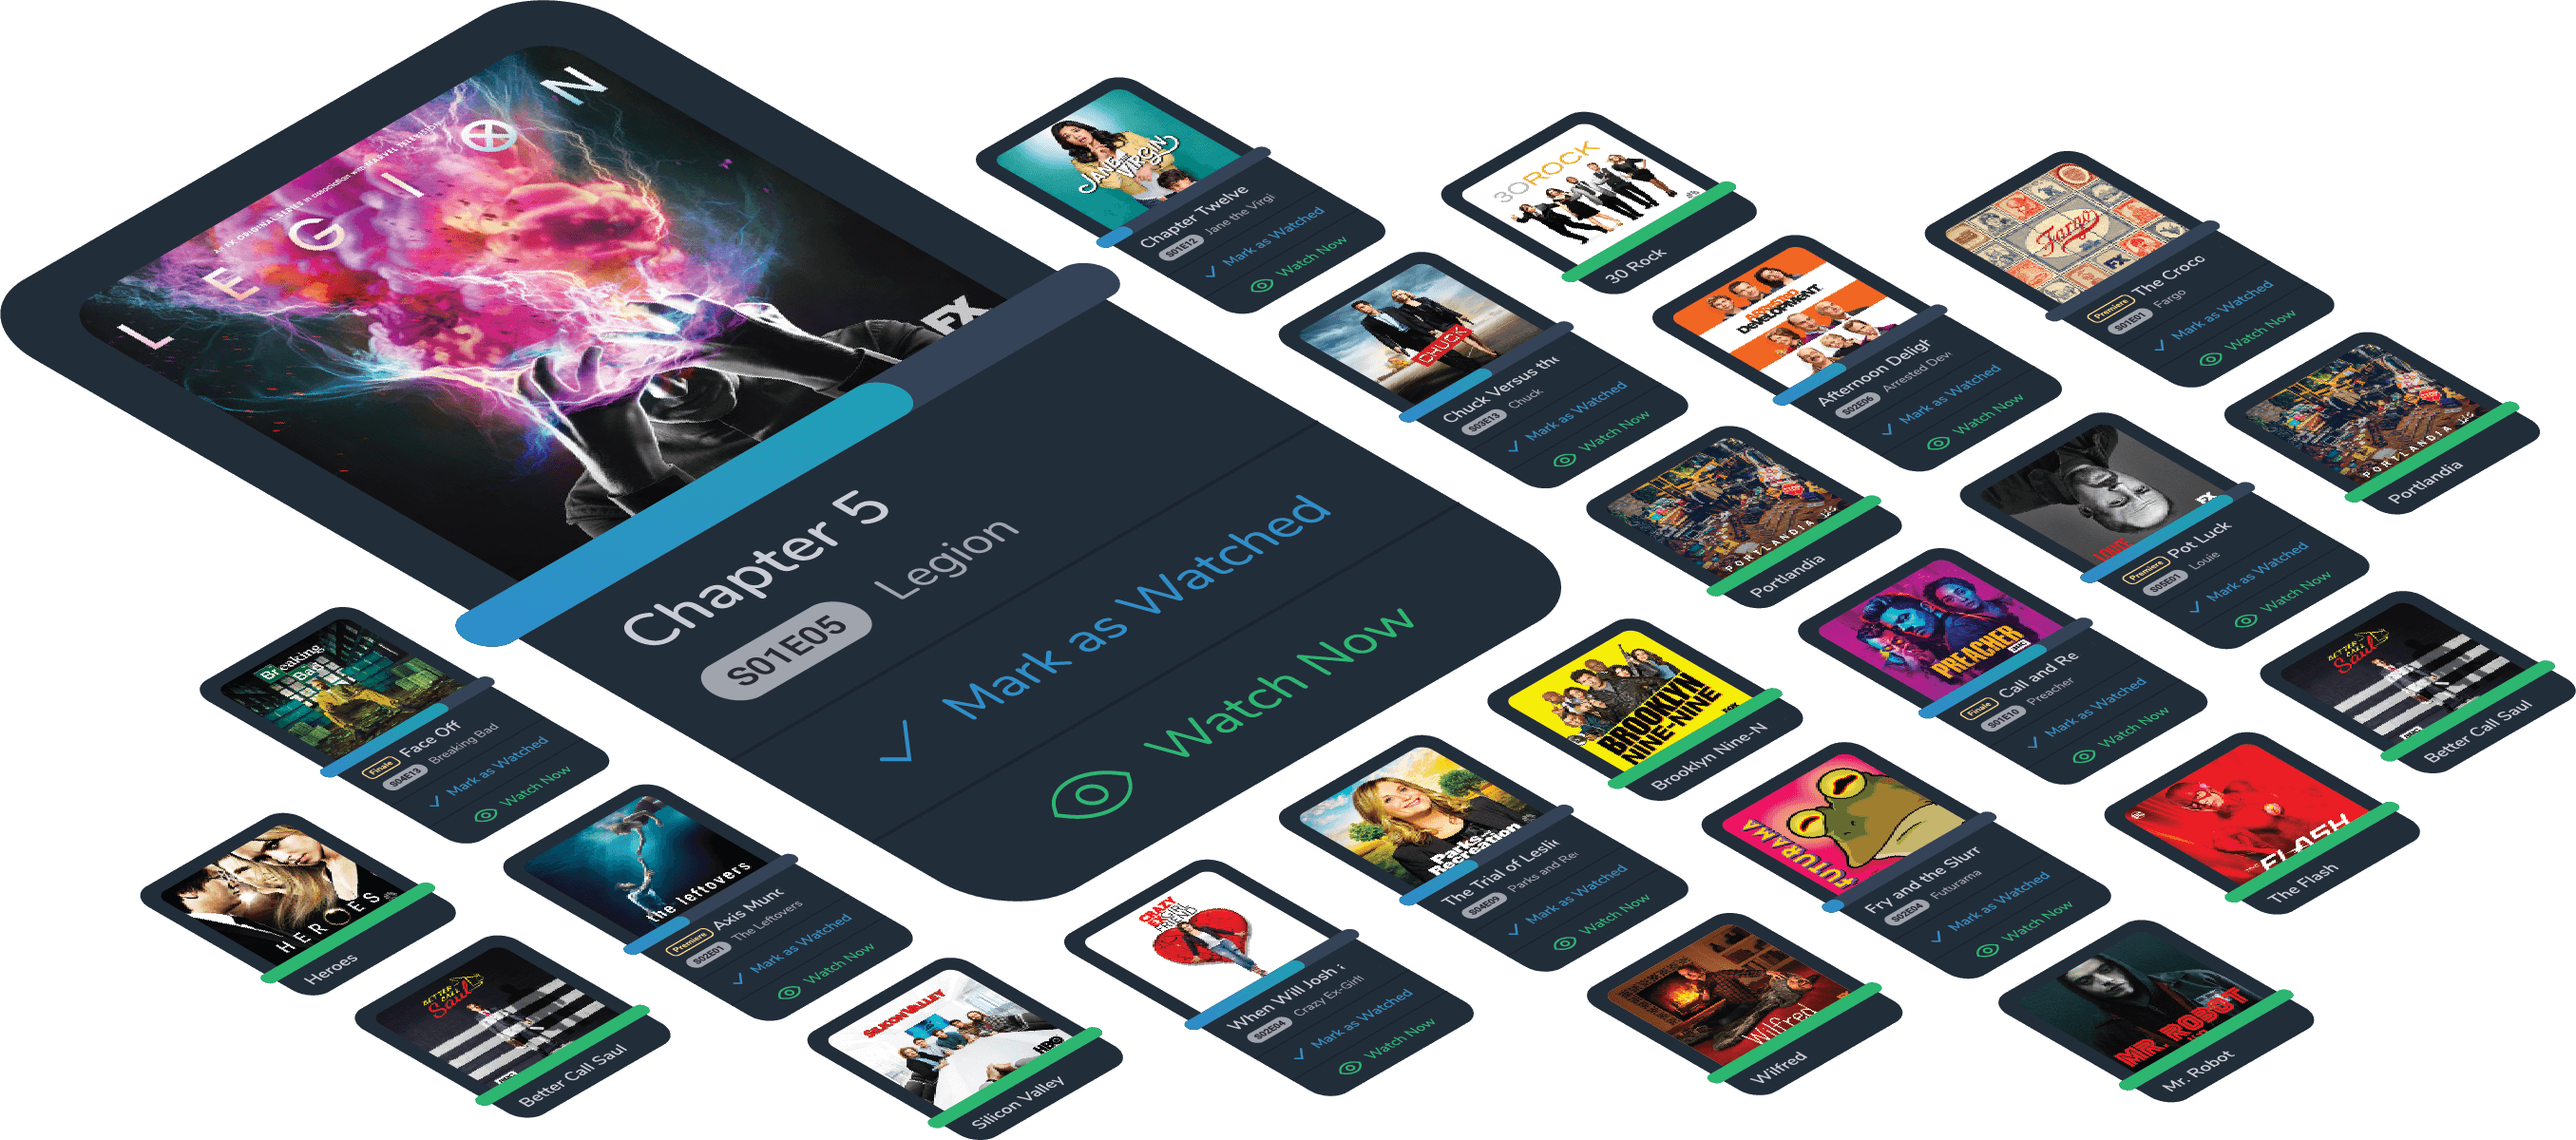 LEGION
AN FX ORIGINAL SERIES in association with MARVEL TELEVISION
FX
Chapter 5
S01E05 Legion
Mark as Watched
Watch Now
JANE THE VIRGIN
Chapter Twelve
S01E12 Jane the Virgi
Mark as Watched
Watch Now
30ROCK
30 Rock
Fargo
FX
Premiere The Croco
S01E01 Fargo
Mark as Watched
Watch Now
CHUCK
Chuck Versus the
S03E13 Chuck
Mark as Watched
Watch Now
ARRESTED
DEVELOPMENT
Afternoon Deligh
S02E06 Arrested Dev
Mark as Watched
Watch Now
PORTLANDIA
Portlandia
PORTLANDIA
Portlandia
LOUIE
FX
Premiere Pot Luck
S05E01 Louie
Mark as Watched
Watch Now
BROOKLYN
NINE-NINE
FOX
Brooklyn Nine-N
PREACHER
amc
Finale Call and Re
S01E10 Preacher
Mark as Watched
Watch Now
BETTER
CALL
Saul
amc
Better Call Saul
Breaking
Bad
Finale Face Off
S04E13 Breaking Bad
Mark as Watched
Watch Now
HEROES
Heroes
the leftovers
Premiere Axis Munc
S02E01 The Leftovers
Mark as Watched
Watch Now
BETTER
CALL
Saul
amc
Better Call Saul
SILICON VALLEY
HBO
Silicon Valley
CRAZY
EX-GIRL
FRIEND
When Will Josh a
S02E04 Crazy Ex-Girlf
Mark as Watched
Watch Now
Parks and
Recreation
The Trial of Leslie
S04E09 Parks and Re
Mark as Watched
Watch Now
FUTURAMA
Fry and the Slurr
S02E04 Futurama
Mark as Watched
Watch Now
Wilfred
Wilfred
DC
THE FLASH
The Flash
MR. ROBOT
Mr. Robot